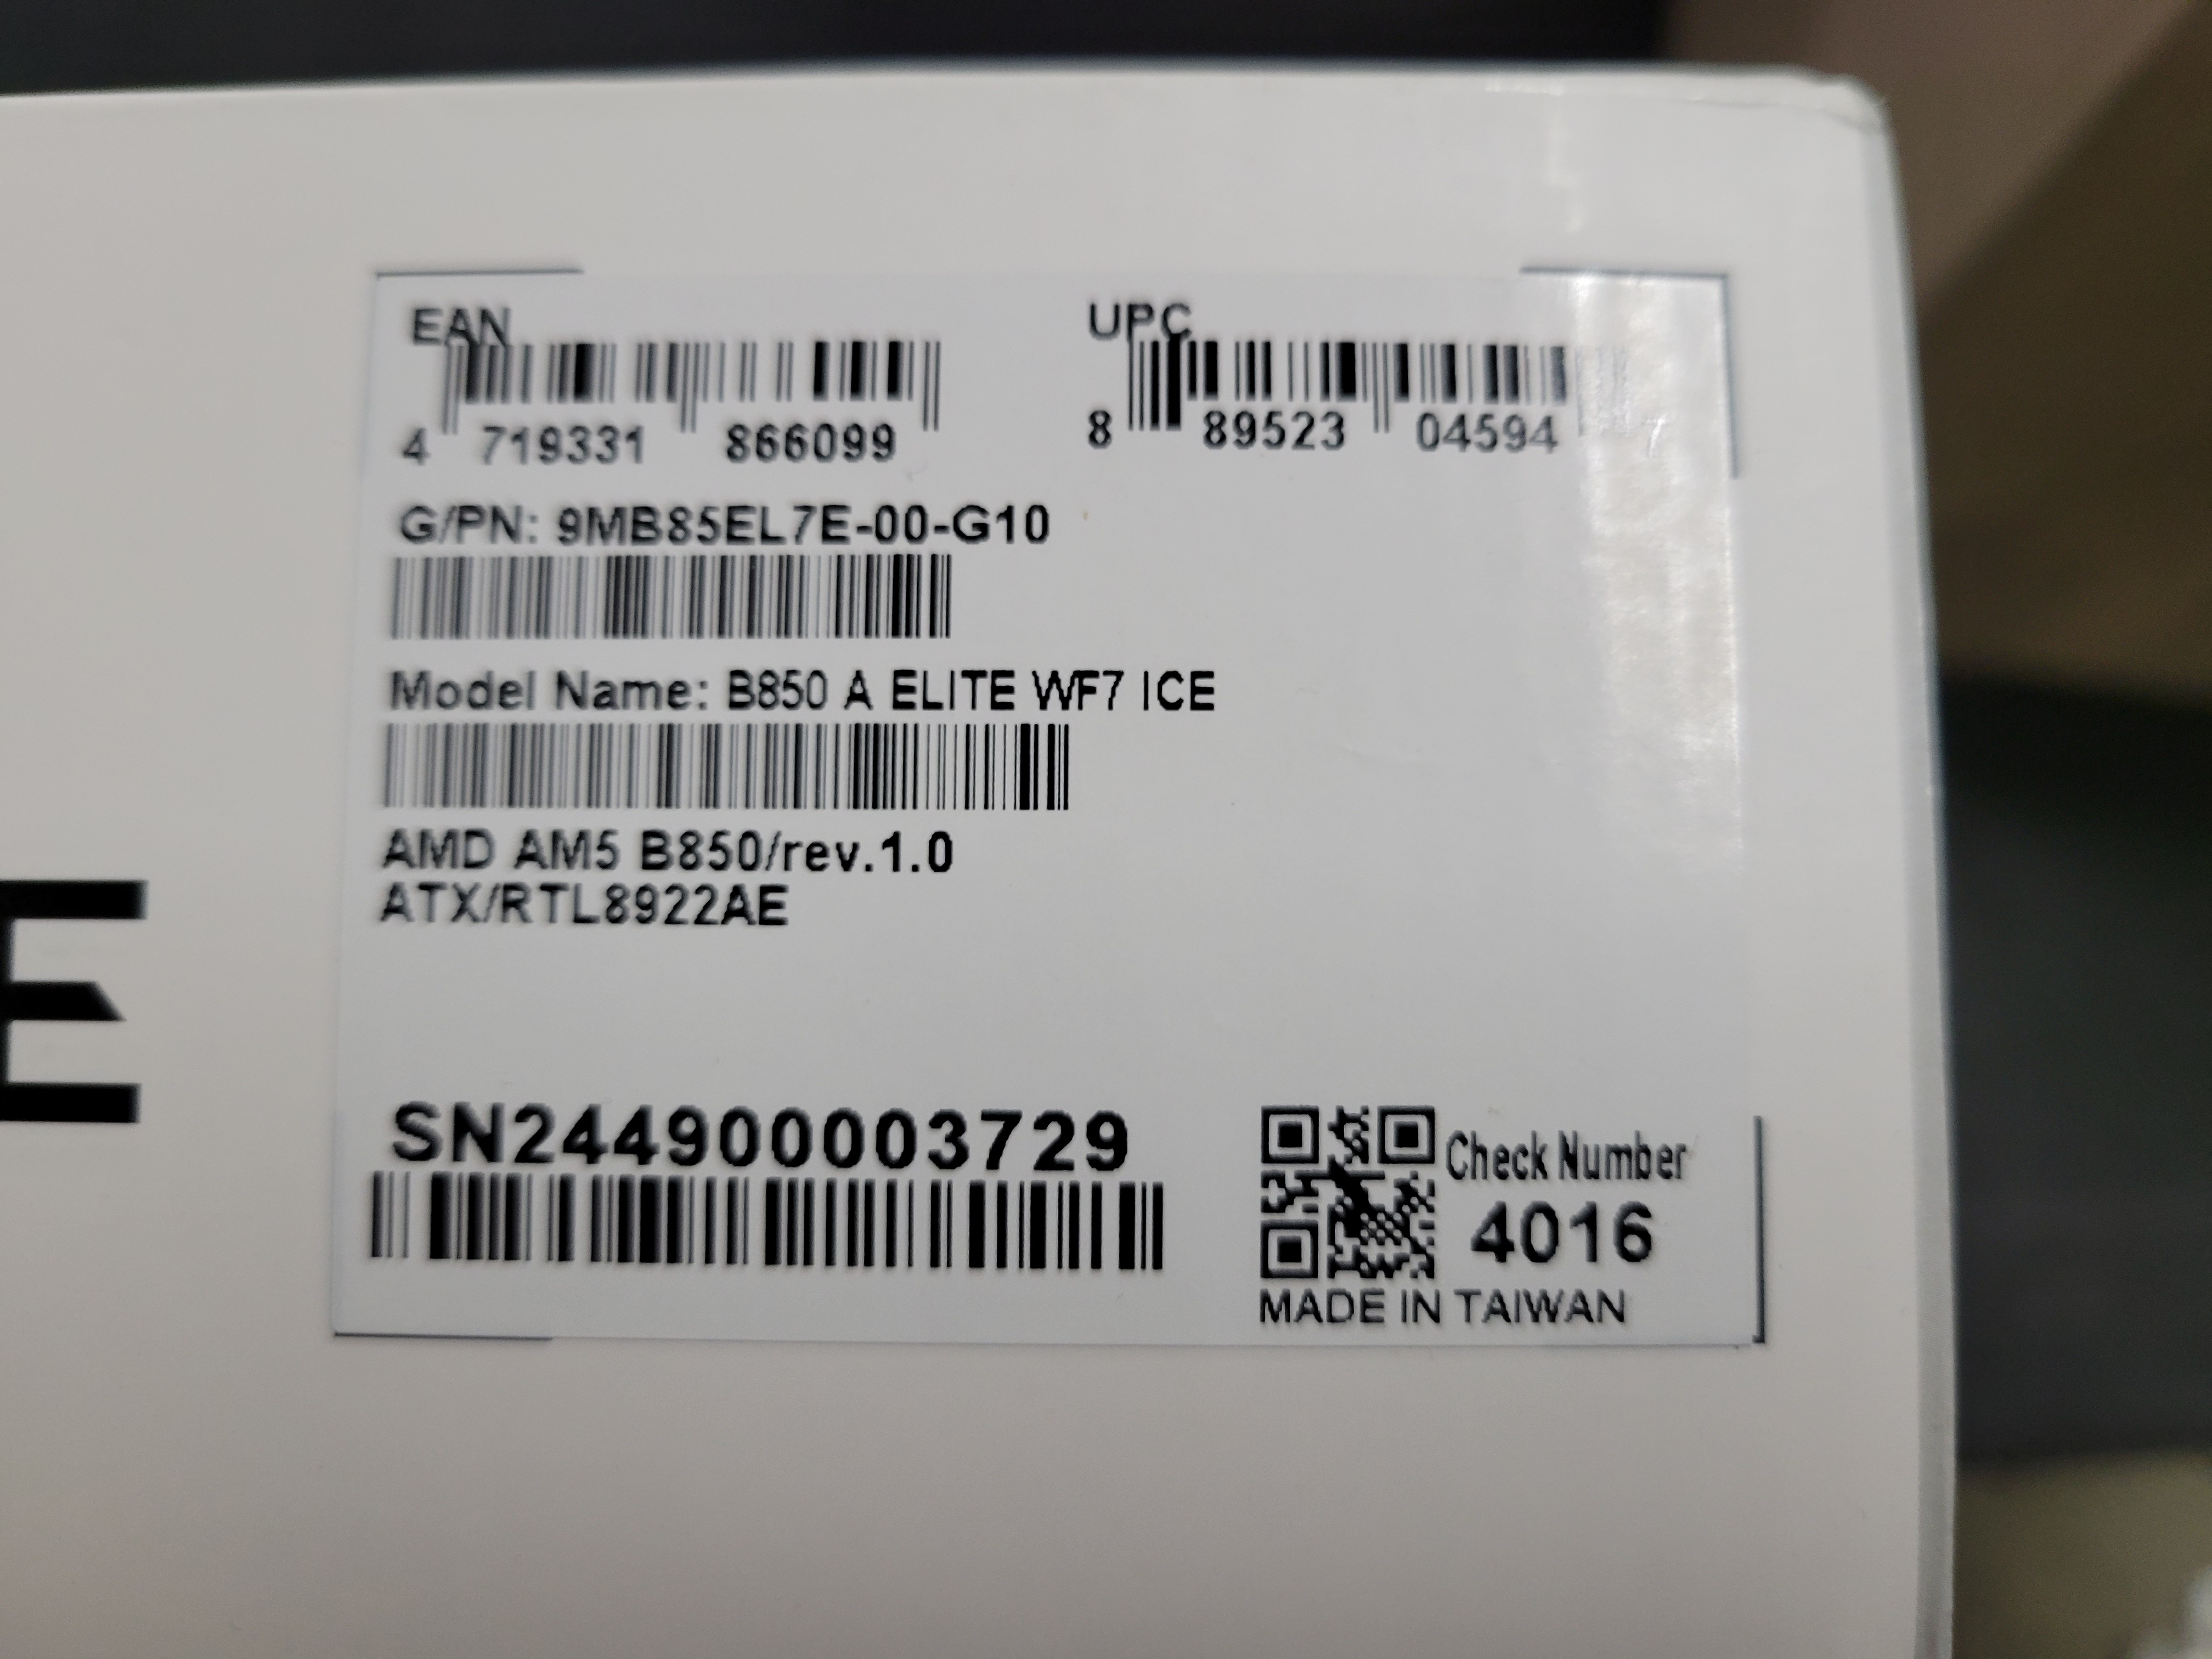 EAN
UPC
4 719331 866099
8 89523 04594 7
G/PN: 9MB85EL7E-00-G10
Model Name: B850 A ELITE WF7 ICE
AMD AM5 B850/rev.1.0
ATX/RTL8922AE
E
SN244900003729
Check Number
4016
MADE IN TAIWAN